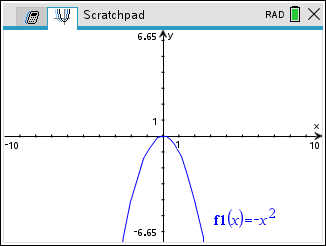 Scratchpad RAD
6.65 y
1
x
-10 1 10
f1(x)=-x²
-6.65